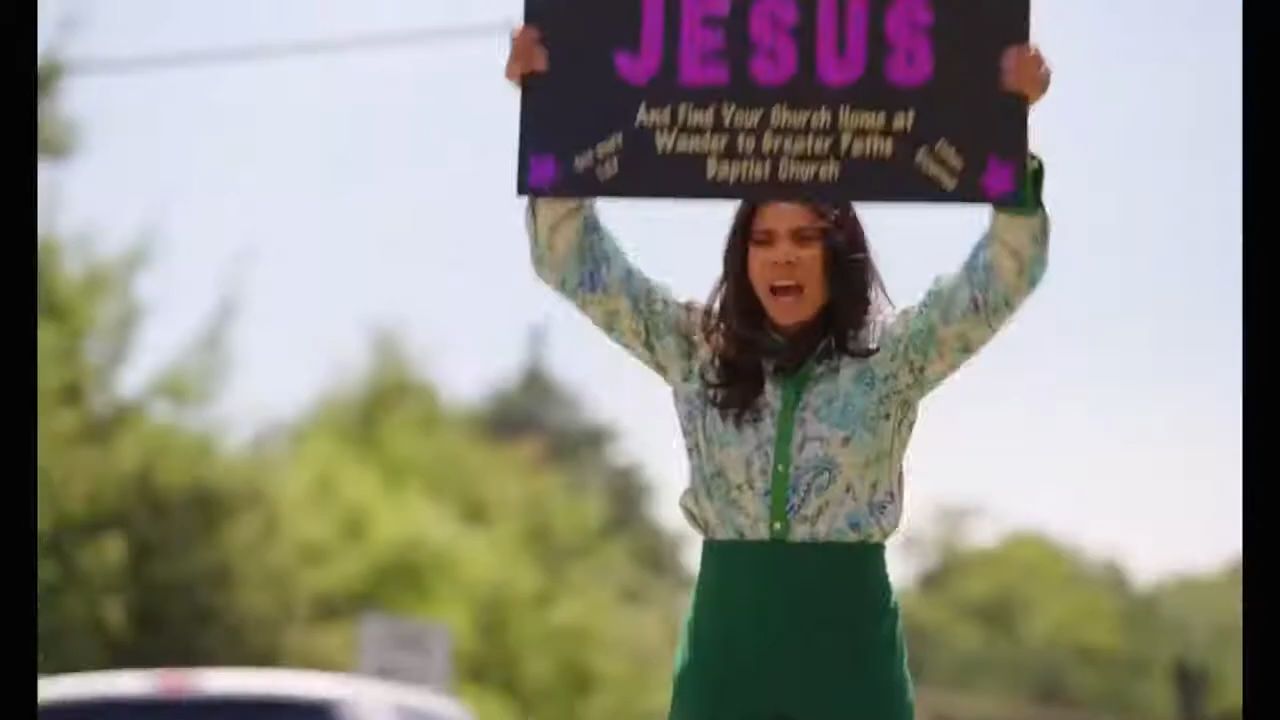 JESUS
And Find Your Church Home at
Wander to Greater Paths
Baptist Church